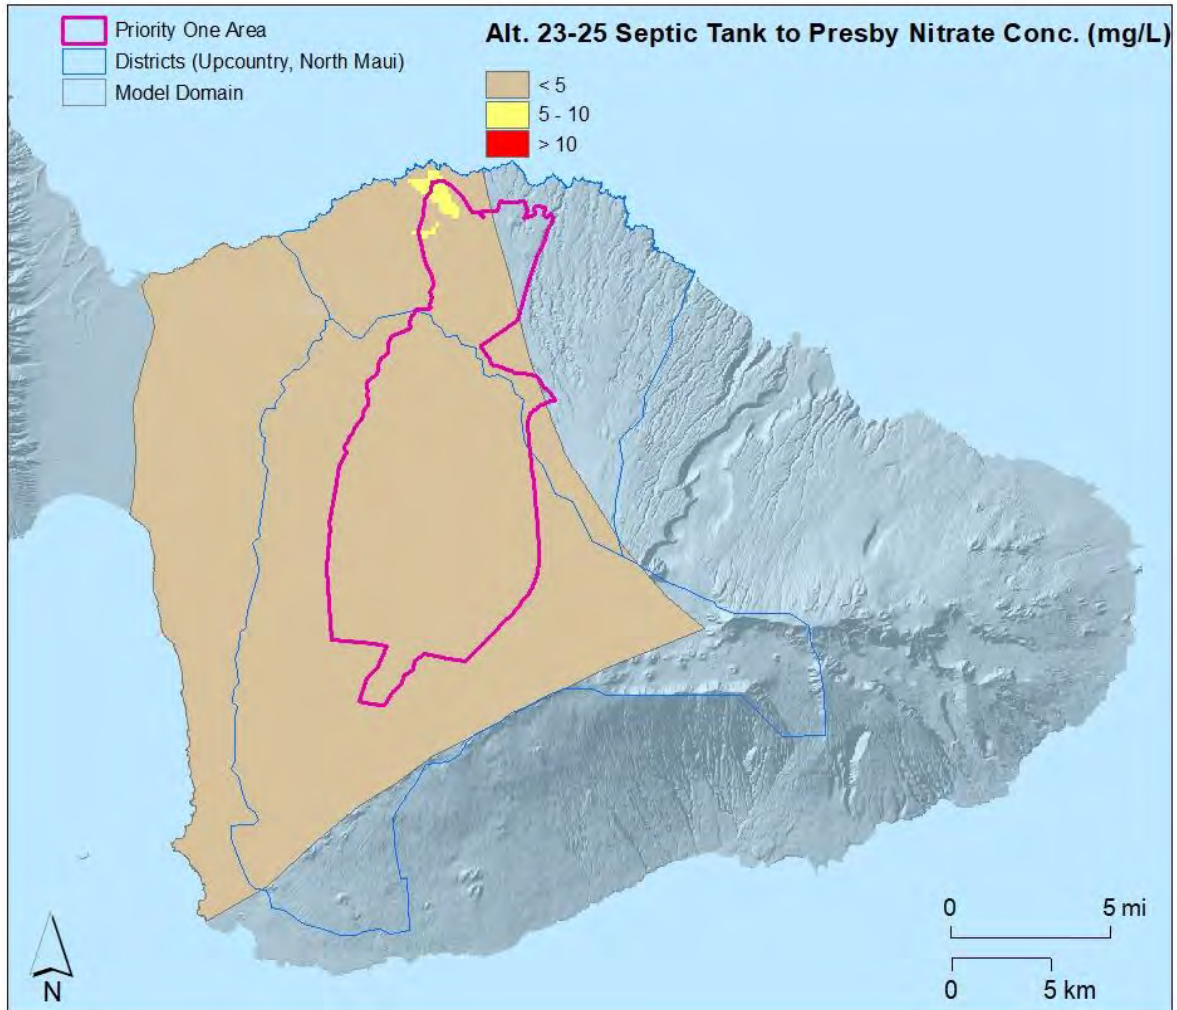 Priority One Area
Districts (Upcountry, North Maui)
Model Domain
Alt. 23-25 Septic Tank to Presby Nitrate Conc. (mg/L)
< 5
5 - 10
> 10
N
0 5 mi
0 5 km